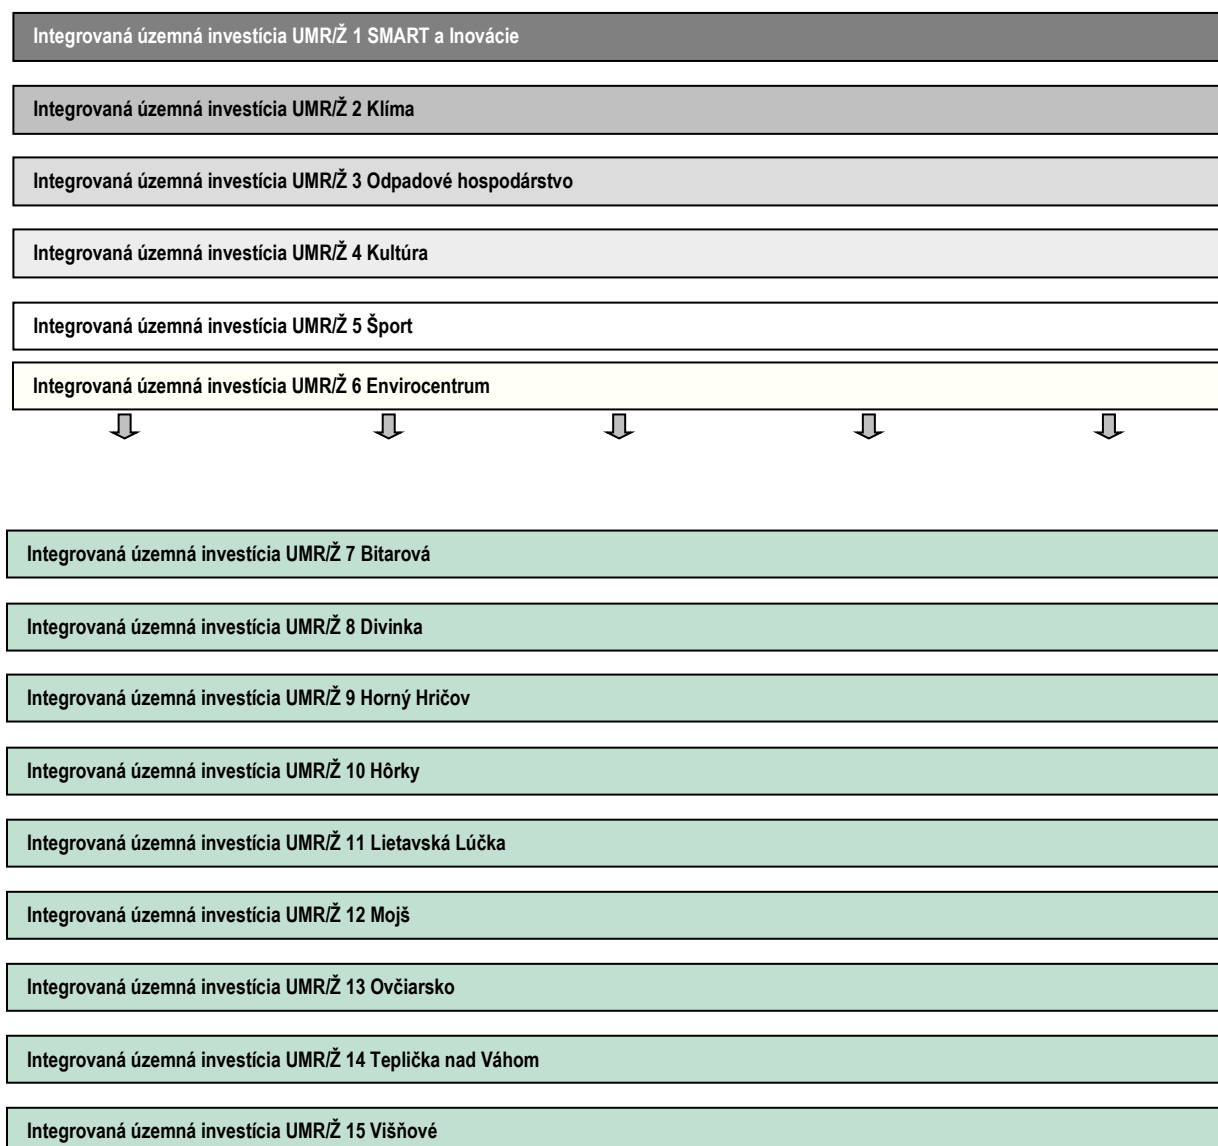 Integrovaná územná investícia UMR/Ž 1 SMART a Inovácie
Integrovaná územná investícia UMR/Ž 2 Klíma
Integrovaná územná investícia UMR/Ž 3 Odpadové hospodárstvo
Integrovaná územná investícia UMR/Ž 4 Kultúra
Integrovaná územná investícia UMR/Ž 5 Šport
Integrovaná územná investícia UMR/Ž 6 Envirocentrum
Integrovaná územná investícia UMR/Ž 7 Bitarová
Integrovaná územná investícia UMR/Ž 8 Divinka
Integrovaná územná investícia UMR/Ž 9 Horný Hričov
Integrovaná územná investícia UMR/Ž 10 Hôrky
Integrovaná územná investícia UMR/Ž 11 Lietavská Lúčka
Integrovaná územná investícia UMR/Ž 12 Mojš
Integrovaná územná investícia UMR/Ž 13 Ovčiarsko
Integrovaná územná investícia UMR/Ž 14 Teplička nad Váhom
Integrovaná územná investícia UMR/Ž 15 Višňové